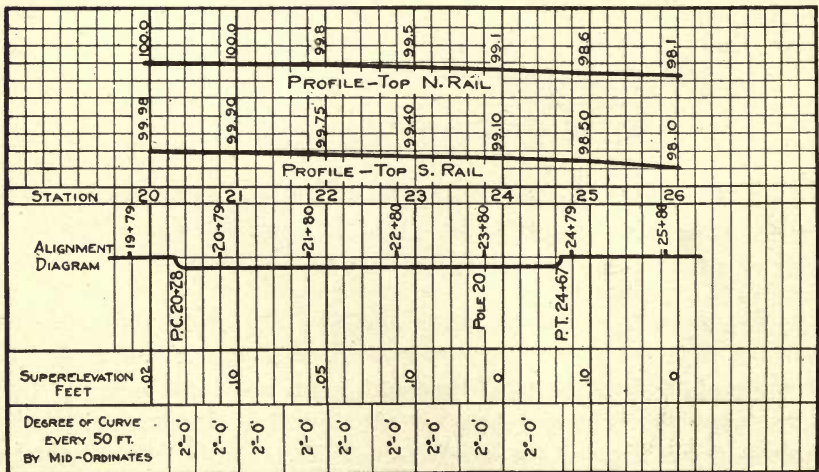 100.0 100.0 99.8 99.5 99.1 98.6 98.1
PROFILE-TOP N. RAIL
99.98 99.90 99.75 99.40 99.10 98.50 98.10
PROFILE-TOP S. RAIL
STATION 20 21 22 23 24 25 26
19+79 20+79 21+80 22+80 23+80 24+79 25+88
ALIGNMENT
DIAGRAM
P.C. 20+28 POLE 20 P.T. 24+67
SUPERELEVATION .02 .10 .05 .10 0 .10 0
FEET
DEGREE OF CURVE
EVERY 50 FT.
BY MID-ORDINATES
2°-0' 2°-0' 2°-0' 2°-0' 2°-0' 2°-0' 2°-0' 2°-0' 2°-0'